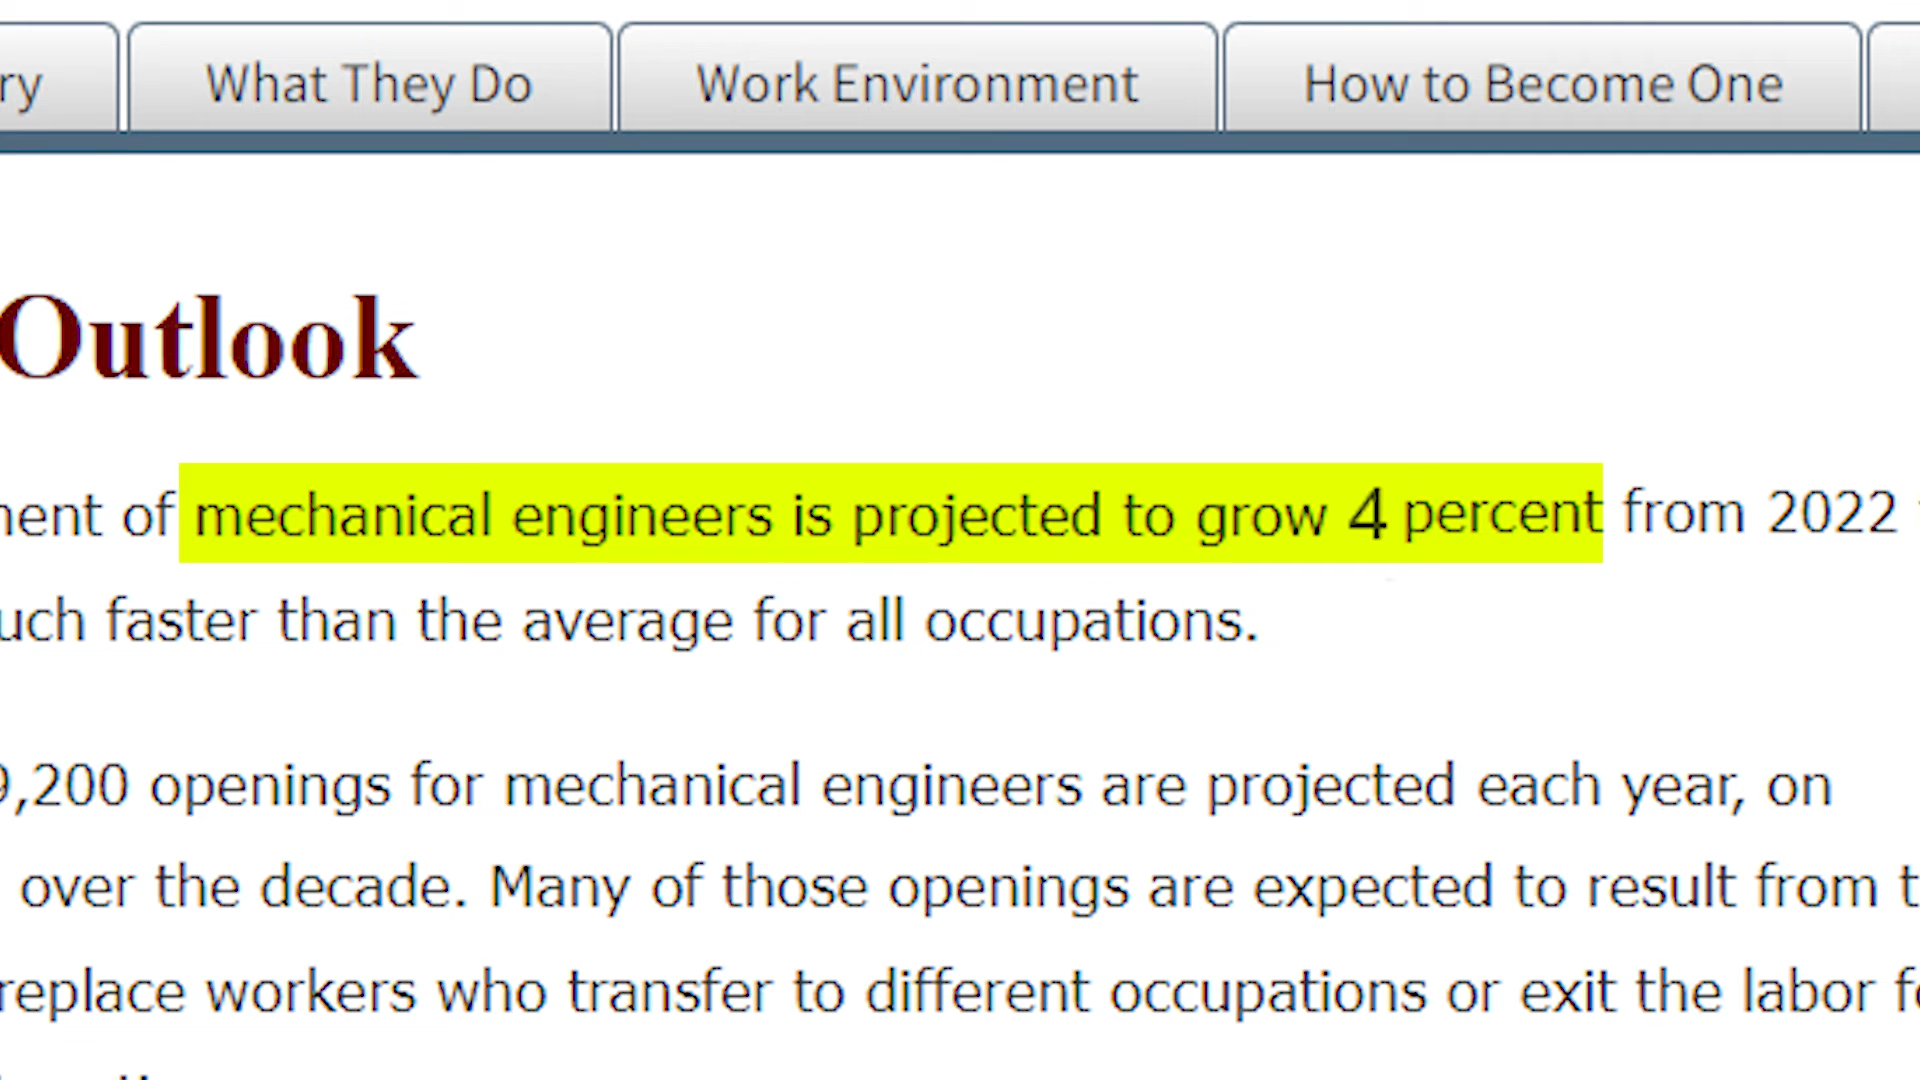 ry What They Do Work Environment How to Become One
Outlook
ment of mechanical engineers is projected to grow 4 percent from 2022
uch faster than the average for all occupations.
9,200 openings for mechanical engineers are projected each year, on
over the decade. Many of those openings are expected to result from t
replace workers who transfer to different occupations or exit the labor fo